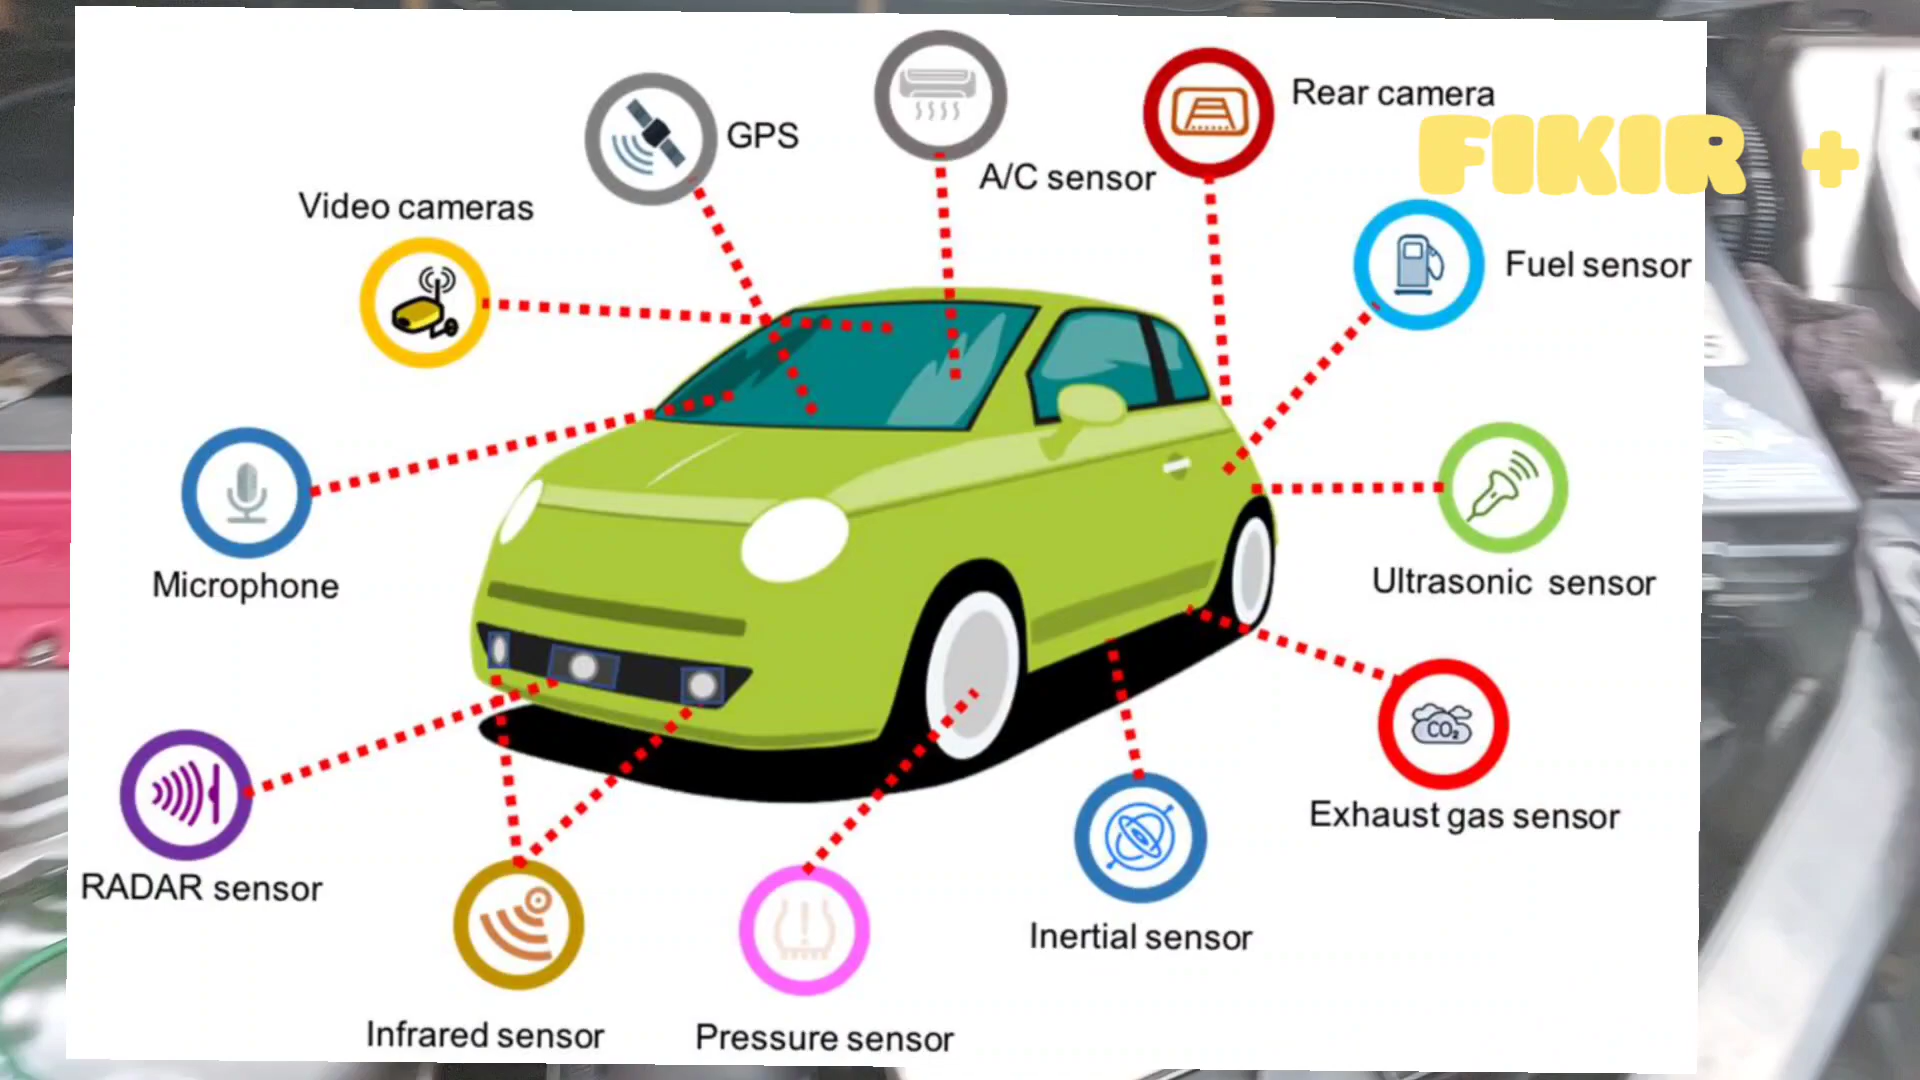 Rear camera
FIKIR +
GPS
A/C sensor
Video cameras
Fuel sensor
Microphone
Ultrasonic sensor
CO₂
Exhaust gas sensor
RADAR sensor
Inertial sensor
Infrared sensor
Pressure sensor